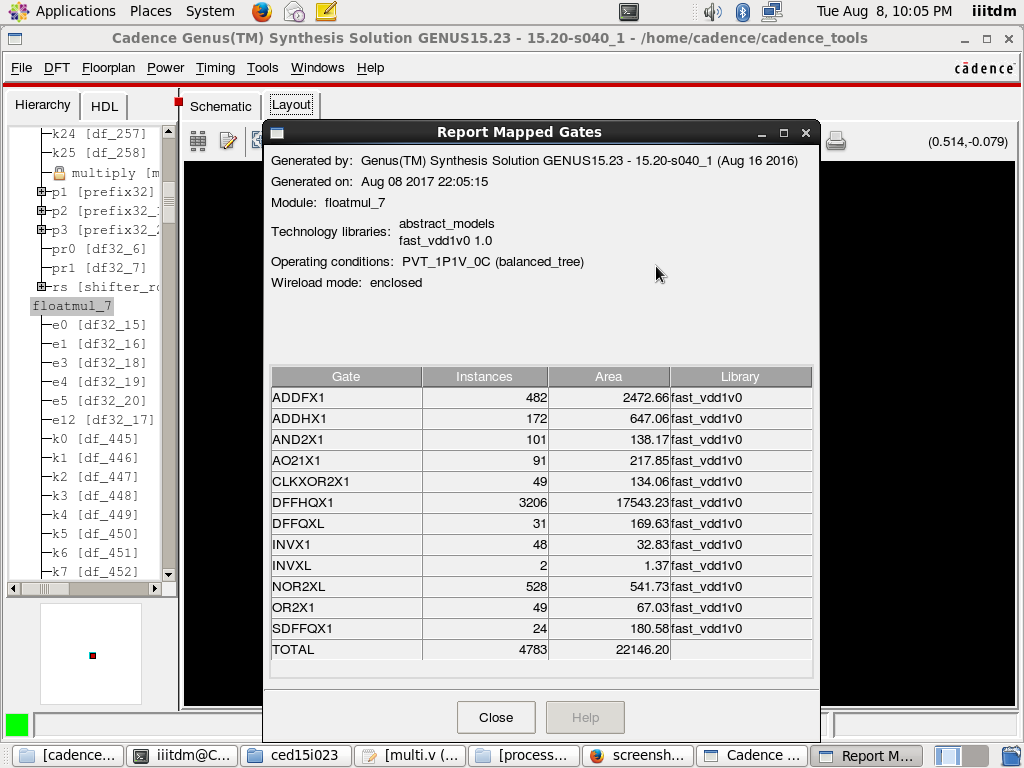 Applications Places System Tue Aug 8, 10:05 PM iiitdm
Cadence Genus(TM) Synthesis Solution GENUS15.23 - 15.20-s040_1 - /home/cadence/cadence_tools
File DFT Floorplan Power Timing Tools Windows Help cādence
Hierarchy HDL Schematic Layout
(0.514,-0.079)
k24 [df_257]
k25 [df_258]
multiply [m
p1 [prefix32]
p2 [prefix32_
p3 [prefix32_2
pr0 [df32_6]
pr1 [df32_7]
rs [shifter_r
floatmul_7
e0 [df32_15]
e1 [df32_16]
e3 [df32_18]
e4 [df32_19]
e5 [df32_20]
e12 [df32_17]
k0 [df_445]
k1 [df_446]
k2 [df_447]
k3 [df_448]
k4 [df_449]
k5 [df_450]
k6 [df_451]
k7 [df_452]
Report Mapped Gates
Generated by: Genus(TM) Synthesis Solution GENUS15.23 - 15.20-s040_1 (Aug 16 2016)
Generated on: Aug 08 2017 22:05:15
Module: floatmul_7
Technology libraries: abstract_models
fast_vdd1v0 1.0
Operating conditions: PVT_1P1V_0C (balanced_tree)
Wireload mode: enclosed
Gate Instances Area Library
ADDFX1 482 2472.66 fast_vdd1v0
ADDHX1 172 647.06 fast_vdd1v0
AND2X1 101 138.17 fast_vdd1v0
AO21X1 91 217.85 fast_vdd1v0
CLKXOR2X1 49 134.06 fast_vdd1v0
DFFHQX1 3206 17543.23 fast_vdd1v0
DFFQXL 31 169.63 fast_vdd1v0
INVX1 48 32.83 fast_vdd1v0
INVXL 2 1.37 fast_vdd1v0
NOR2XL 528 541.73 fast_vdd1v0
OR2X1 49 67.03 fast_vdd1v0
SDFFQX1 24 180.58 fast_vdd1v0
TOTAL 4783 22146.20
Close Help
[cadence... iiitdm@C... ced15i023 [multi.v (... [process... screensh... Cadence ... Report M...